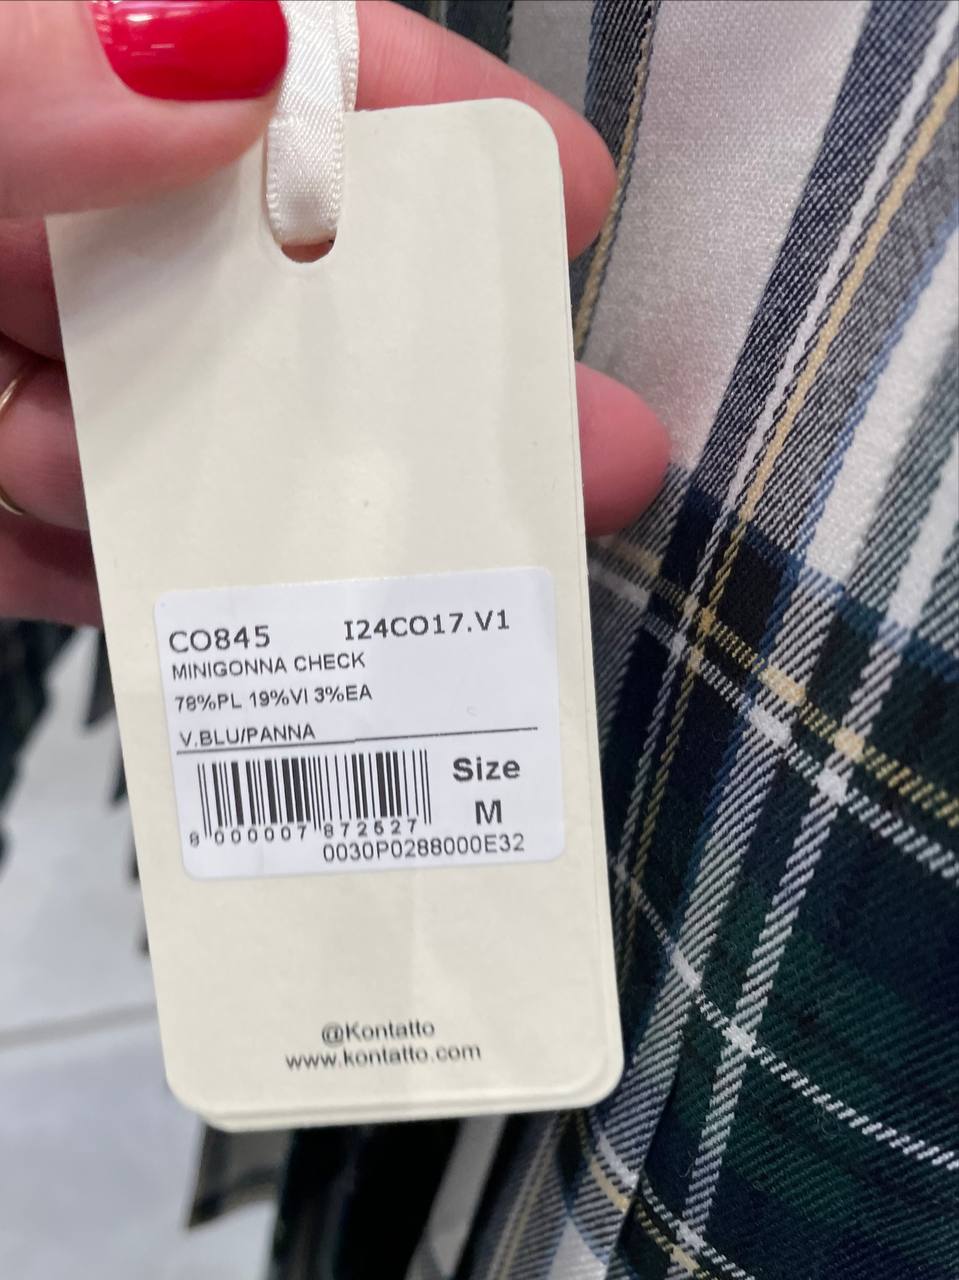 CO845 I24CO17.V1
MINIGONNA CHECK
78%PL 19%VI 3%EA
V.BLU/PANNA
Size
M
8 000007 872527
0030P0288000E32
@Kontatto
www.kontatto.com